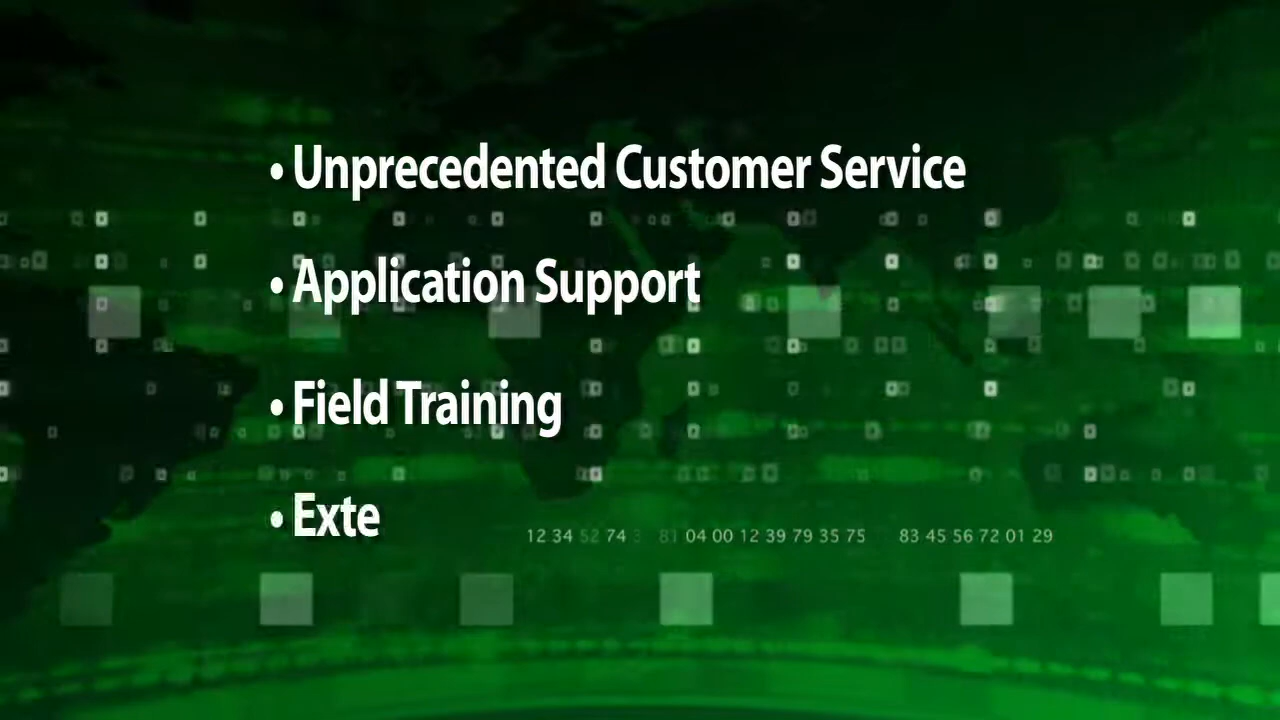 • Unprecedented Customer Service
• Application Support
• Field Training
• Exte
12 34 52 74 3 81 04 00 12 39 79 35 75 83 45 56 72 01 29